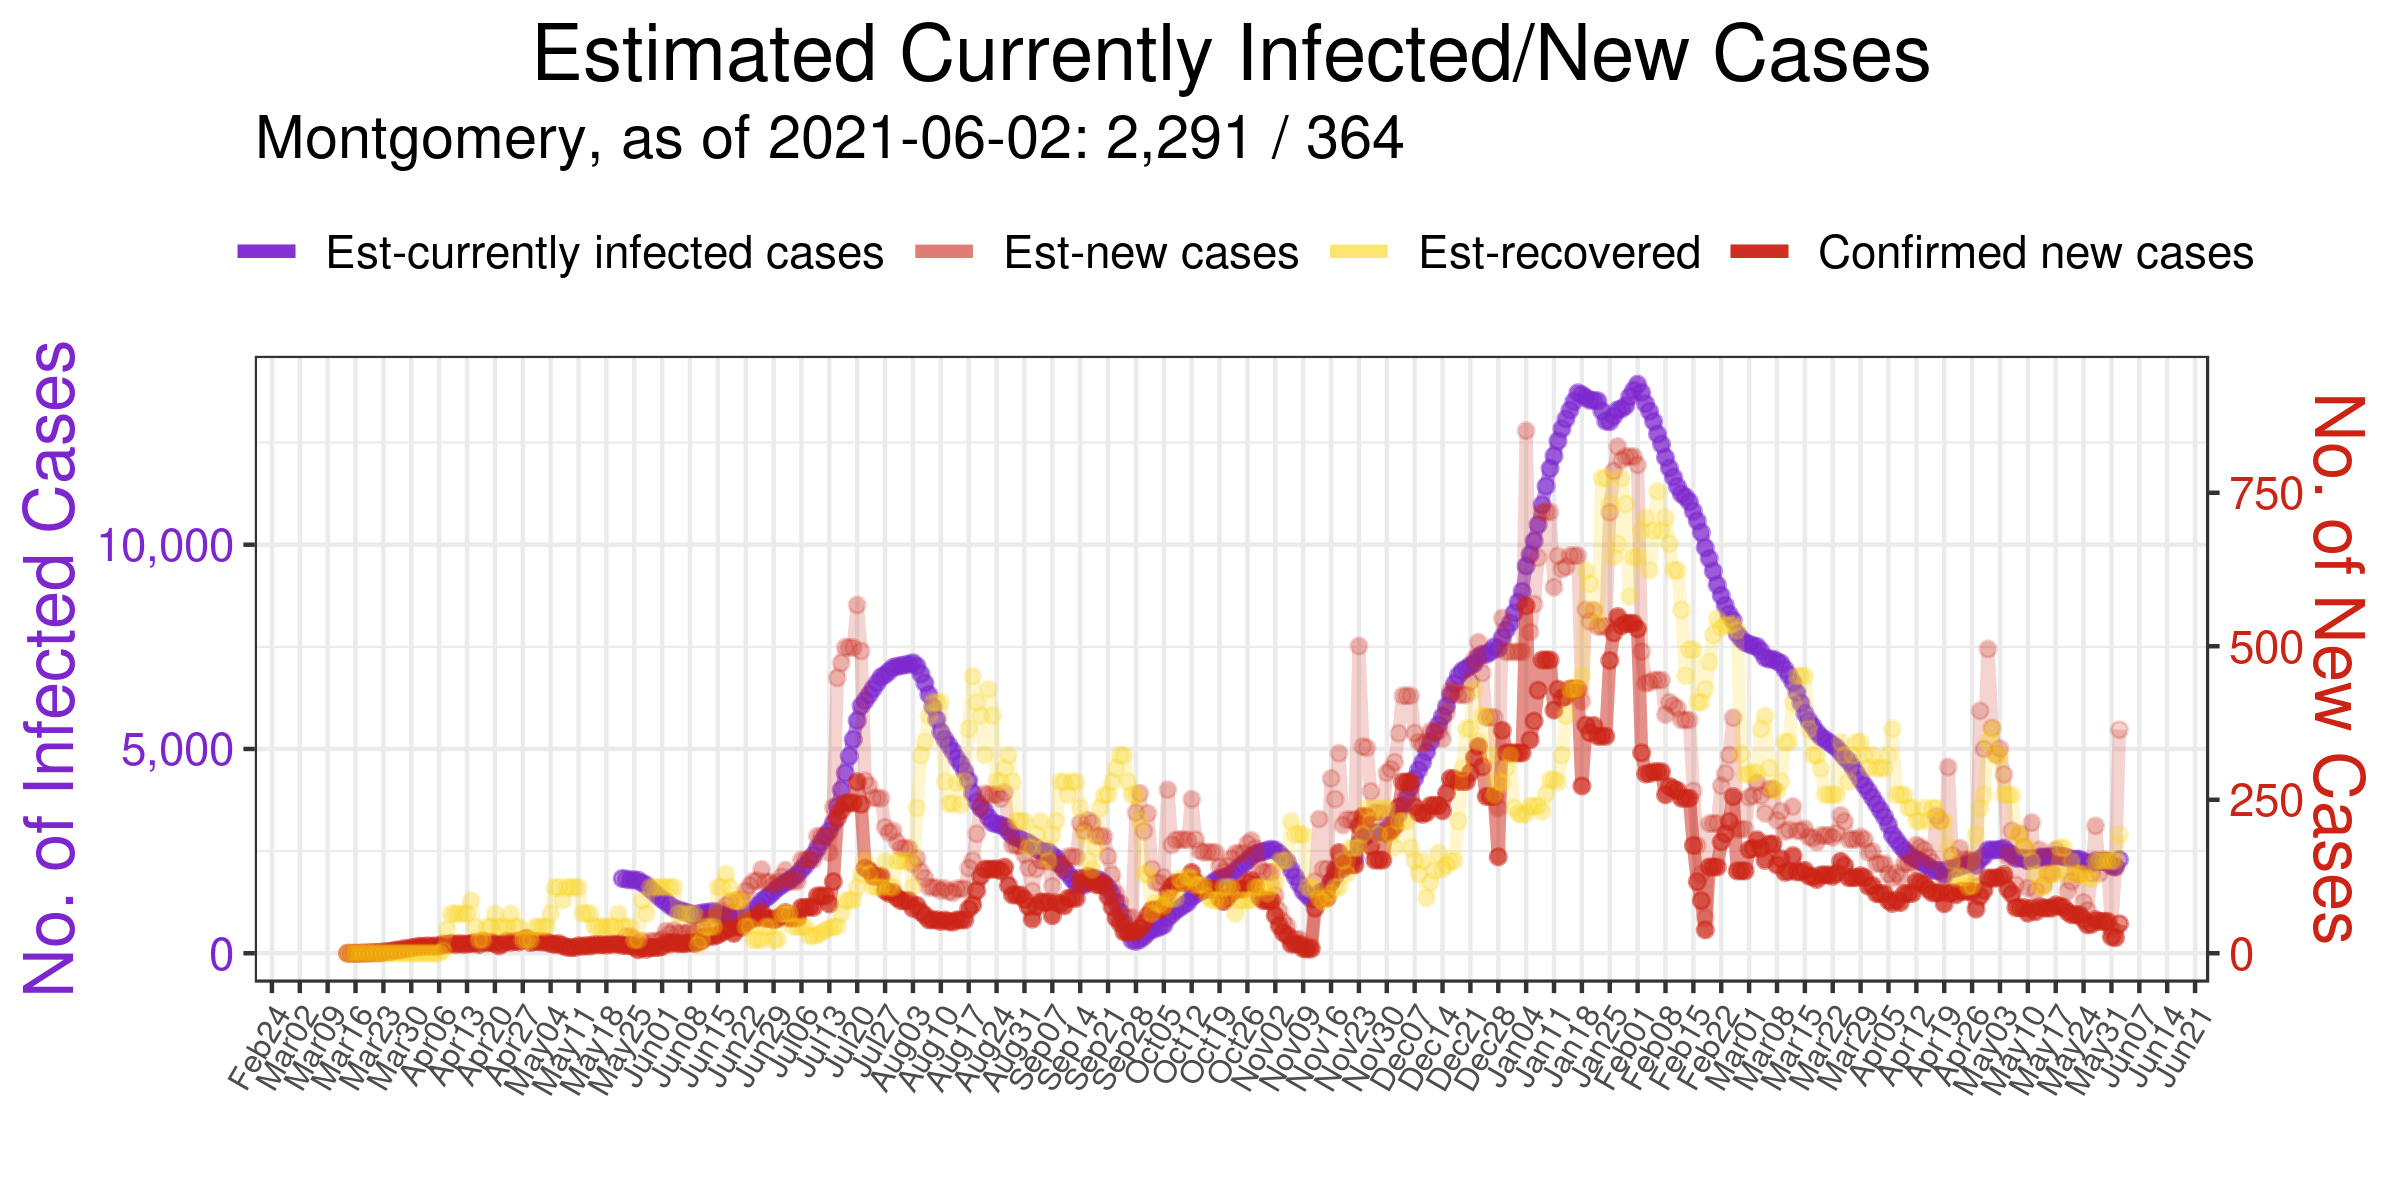 Estimated Currently Infected/New Cases
Montgomery, as of 2021-06-02: 2,291 / 364
Est-currently infected cases
Est-new cases
Est-recovered
Confirmed new cases
No. of Infected Cases
10,000
5,000
0
No. of New Cases
750
500
250
0
Feb24
Mar02
Mar09
Mar16
Mar23
Mar30
Apr06
Apr13
Apr20
Apr27
May04
May11
May18
May25
Jun01
Jun08
Jun15
Jun22
Jun29
Jul06
Jul13
Jul20
Jul27
Aug03
Aug10
Aug17
Aug24
Aug31
Sep07
Sep14
Sep21
Sep28
Oct05
Oct12
Oct19
Oct26
Nov02
Nov09
Nov16
Nov23
Nov30
Dec07
Dec14
Dec21
Dec28
Jan04
Jan11
Jan18
Jan25
Feb01
Feb08
Feb15
Feb22
Mar01
Mar08
Mar15
Mar22
Mar29
Apr05
Apr12
Apr19
Apr26
May03
May10
May17
May24
May31
Jun07
Jun14
Jun21